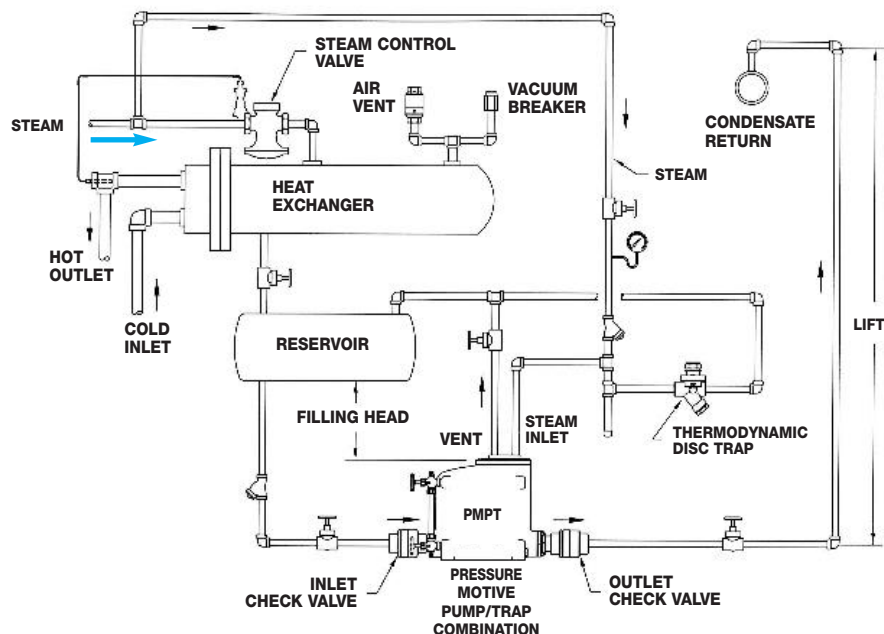 STEAM CONTROL
VALVE
AIR
VENT
VACUUM
BREAKER
CONDENSATE
RETURN
STEAM
STEAM
HEAT
EXCHANGER
HOT
OUTLET
COLD
INLET
RESERVOIR
LIFT
FILLING HEAD
VENT
STEAM
INLET
THERMODYNAMIC
DISC TRAP
PMPT
INLET
CHECK VALVE
PRESSURE
MOTIVE
PUMP/TRAP
COMBINATION
OUTLET
CHECK VALVE